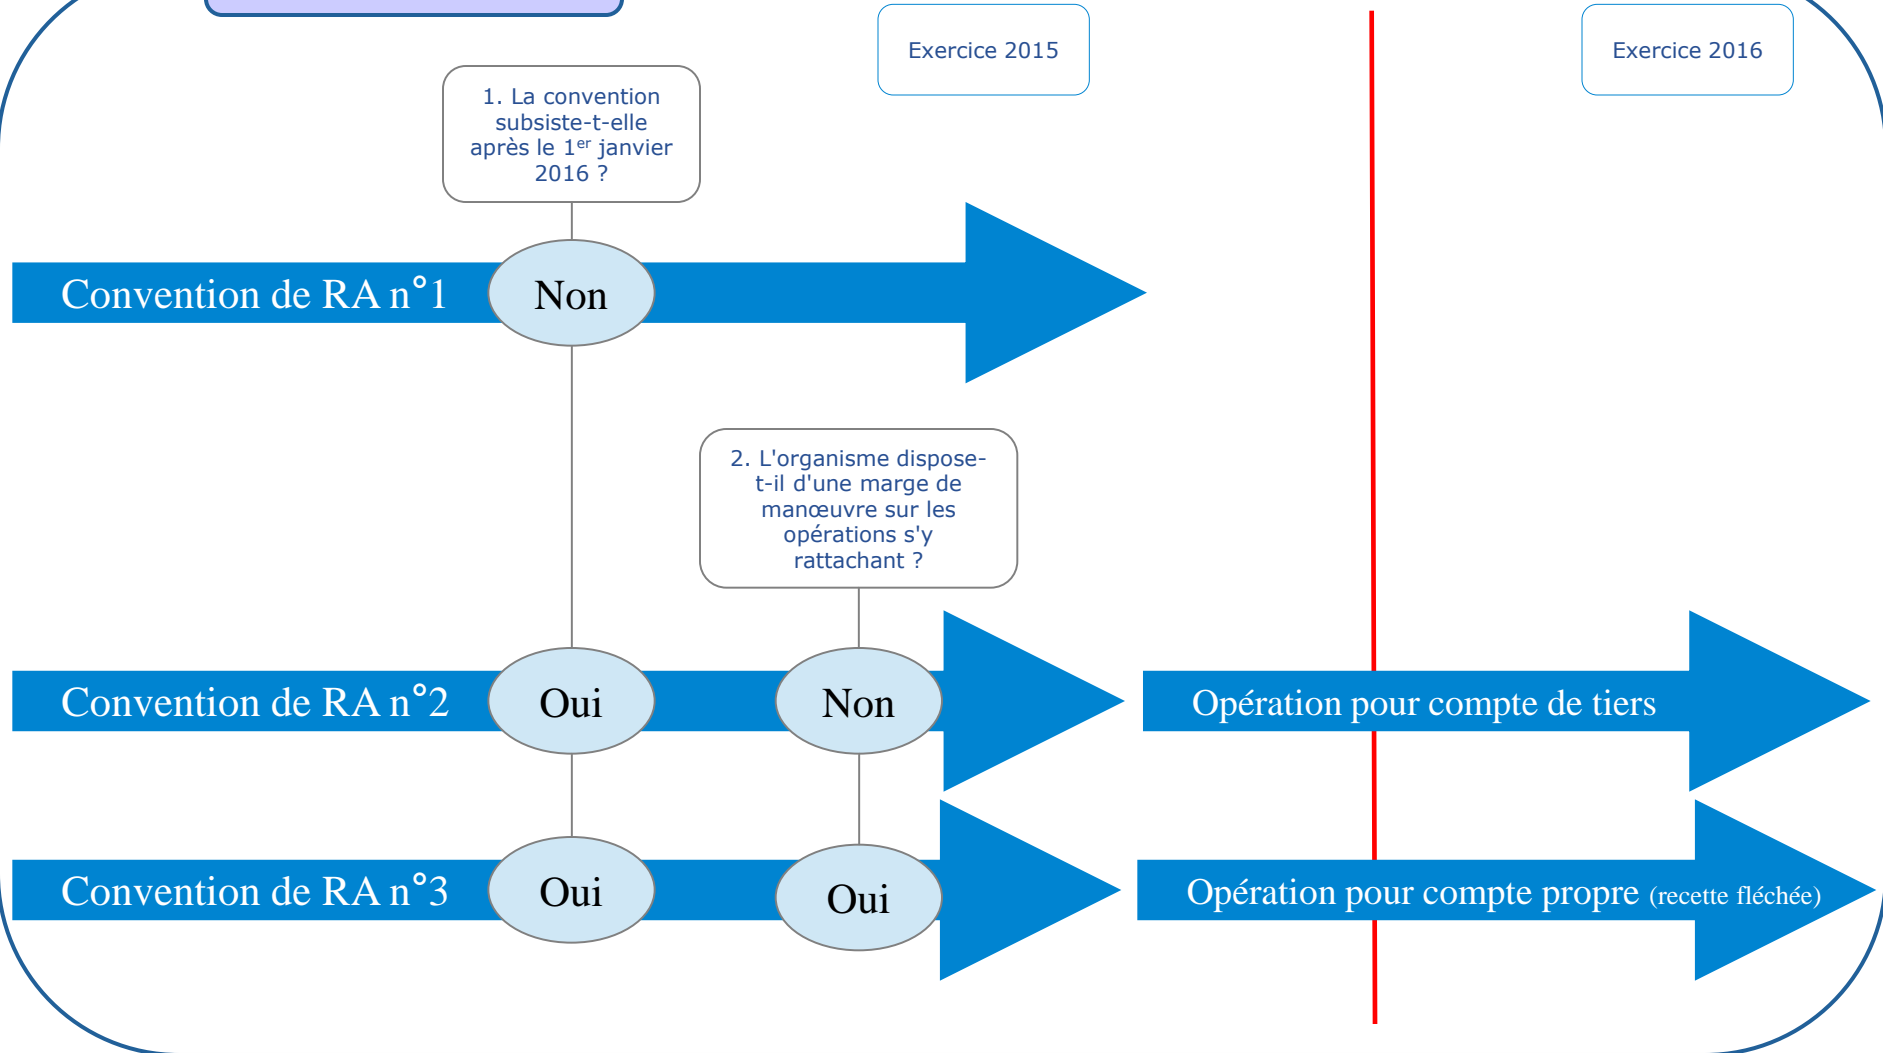 Exercice 2015
Exercice 2016
1. La convention
subsiste-t-elle
après le 1er janvier
2016 ?
Convention de RA n°1
Non
2. L'organisme dispose-
t-il d'une marge de
manœuvre sur les
opérations s'y
rattachant ?
Convention de RA n°2
Oui
Non
Opération pour compte de tiers
Convention de RA n°3
Oui
Oui
Opération pour compte propre (recette fléchée)